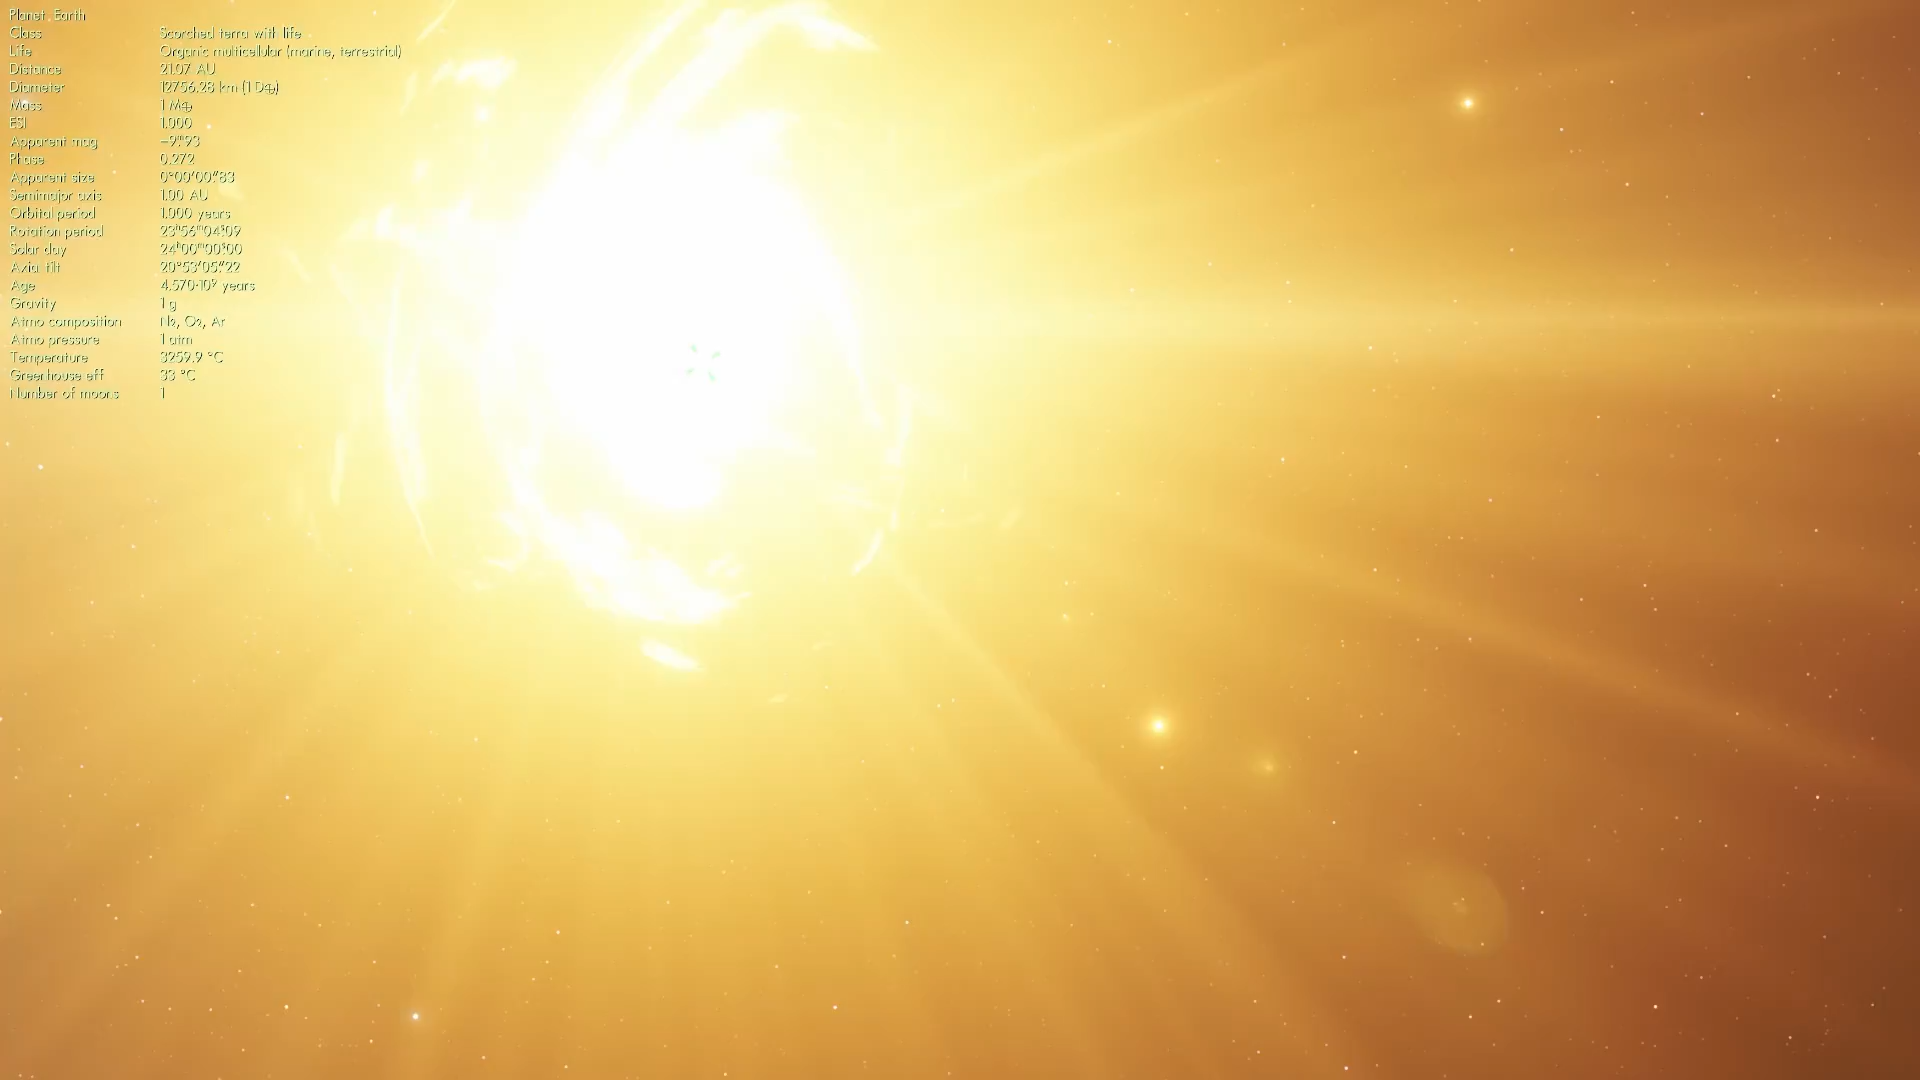 Planet Earth
Class Scorched terra with life
Life Organic multicellular (marine, terrestrial)
Distance 21.07 AU
Diameter 12756.28 km (1 D⊕)
Mass 1 M⊕
ESI 1.000
Apparent mag −9ᵐ.93
Phase 0.272
Apparent size 0°00'00."83
Semimajor axis 1.00 AU
Orbital period 1.000 years
Rotation period 23ʰ56ᵐ04ˢ.09
Solar day 24ʰ00ᵐ00ˢ.00
Axial tilt 20°53'05."22
Age 4.570·10⁹ years
Gravity 1 g
Atmo composition N₂, O₂, Ar
Atmo pressure 1 atm
Temperature 3259.9 °C
Greenhouse eff 33 °C
Number of moons 1